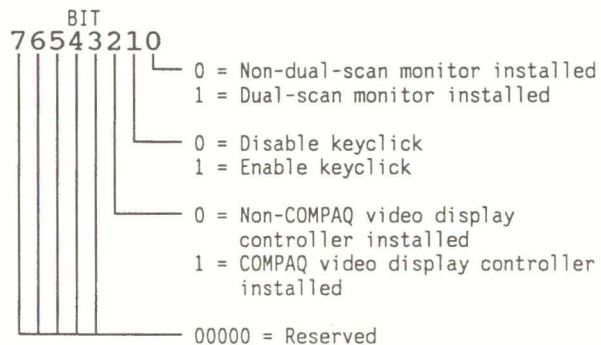 BIT
76543210
0 = Non-dual-scan monitor installed
1 = Dual-scan monitor installed
0 = Disable keyclick
1 = Enable keyclick
0 = Non-COMPAQ video display
controller installed
1 = COMPAQ video display controller
installed
00000 = Reserved